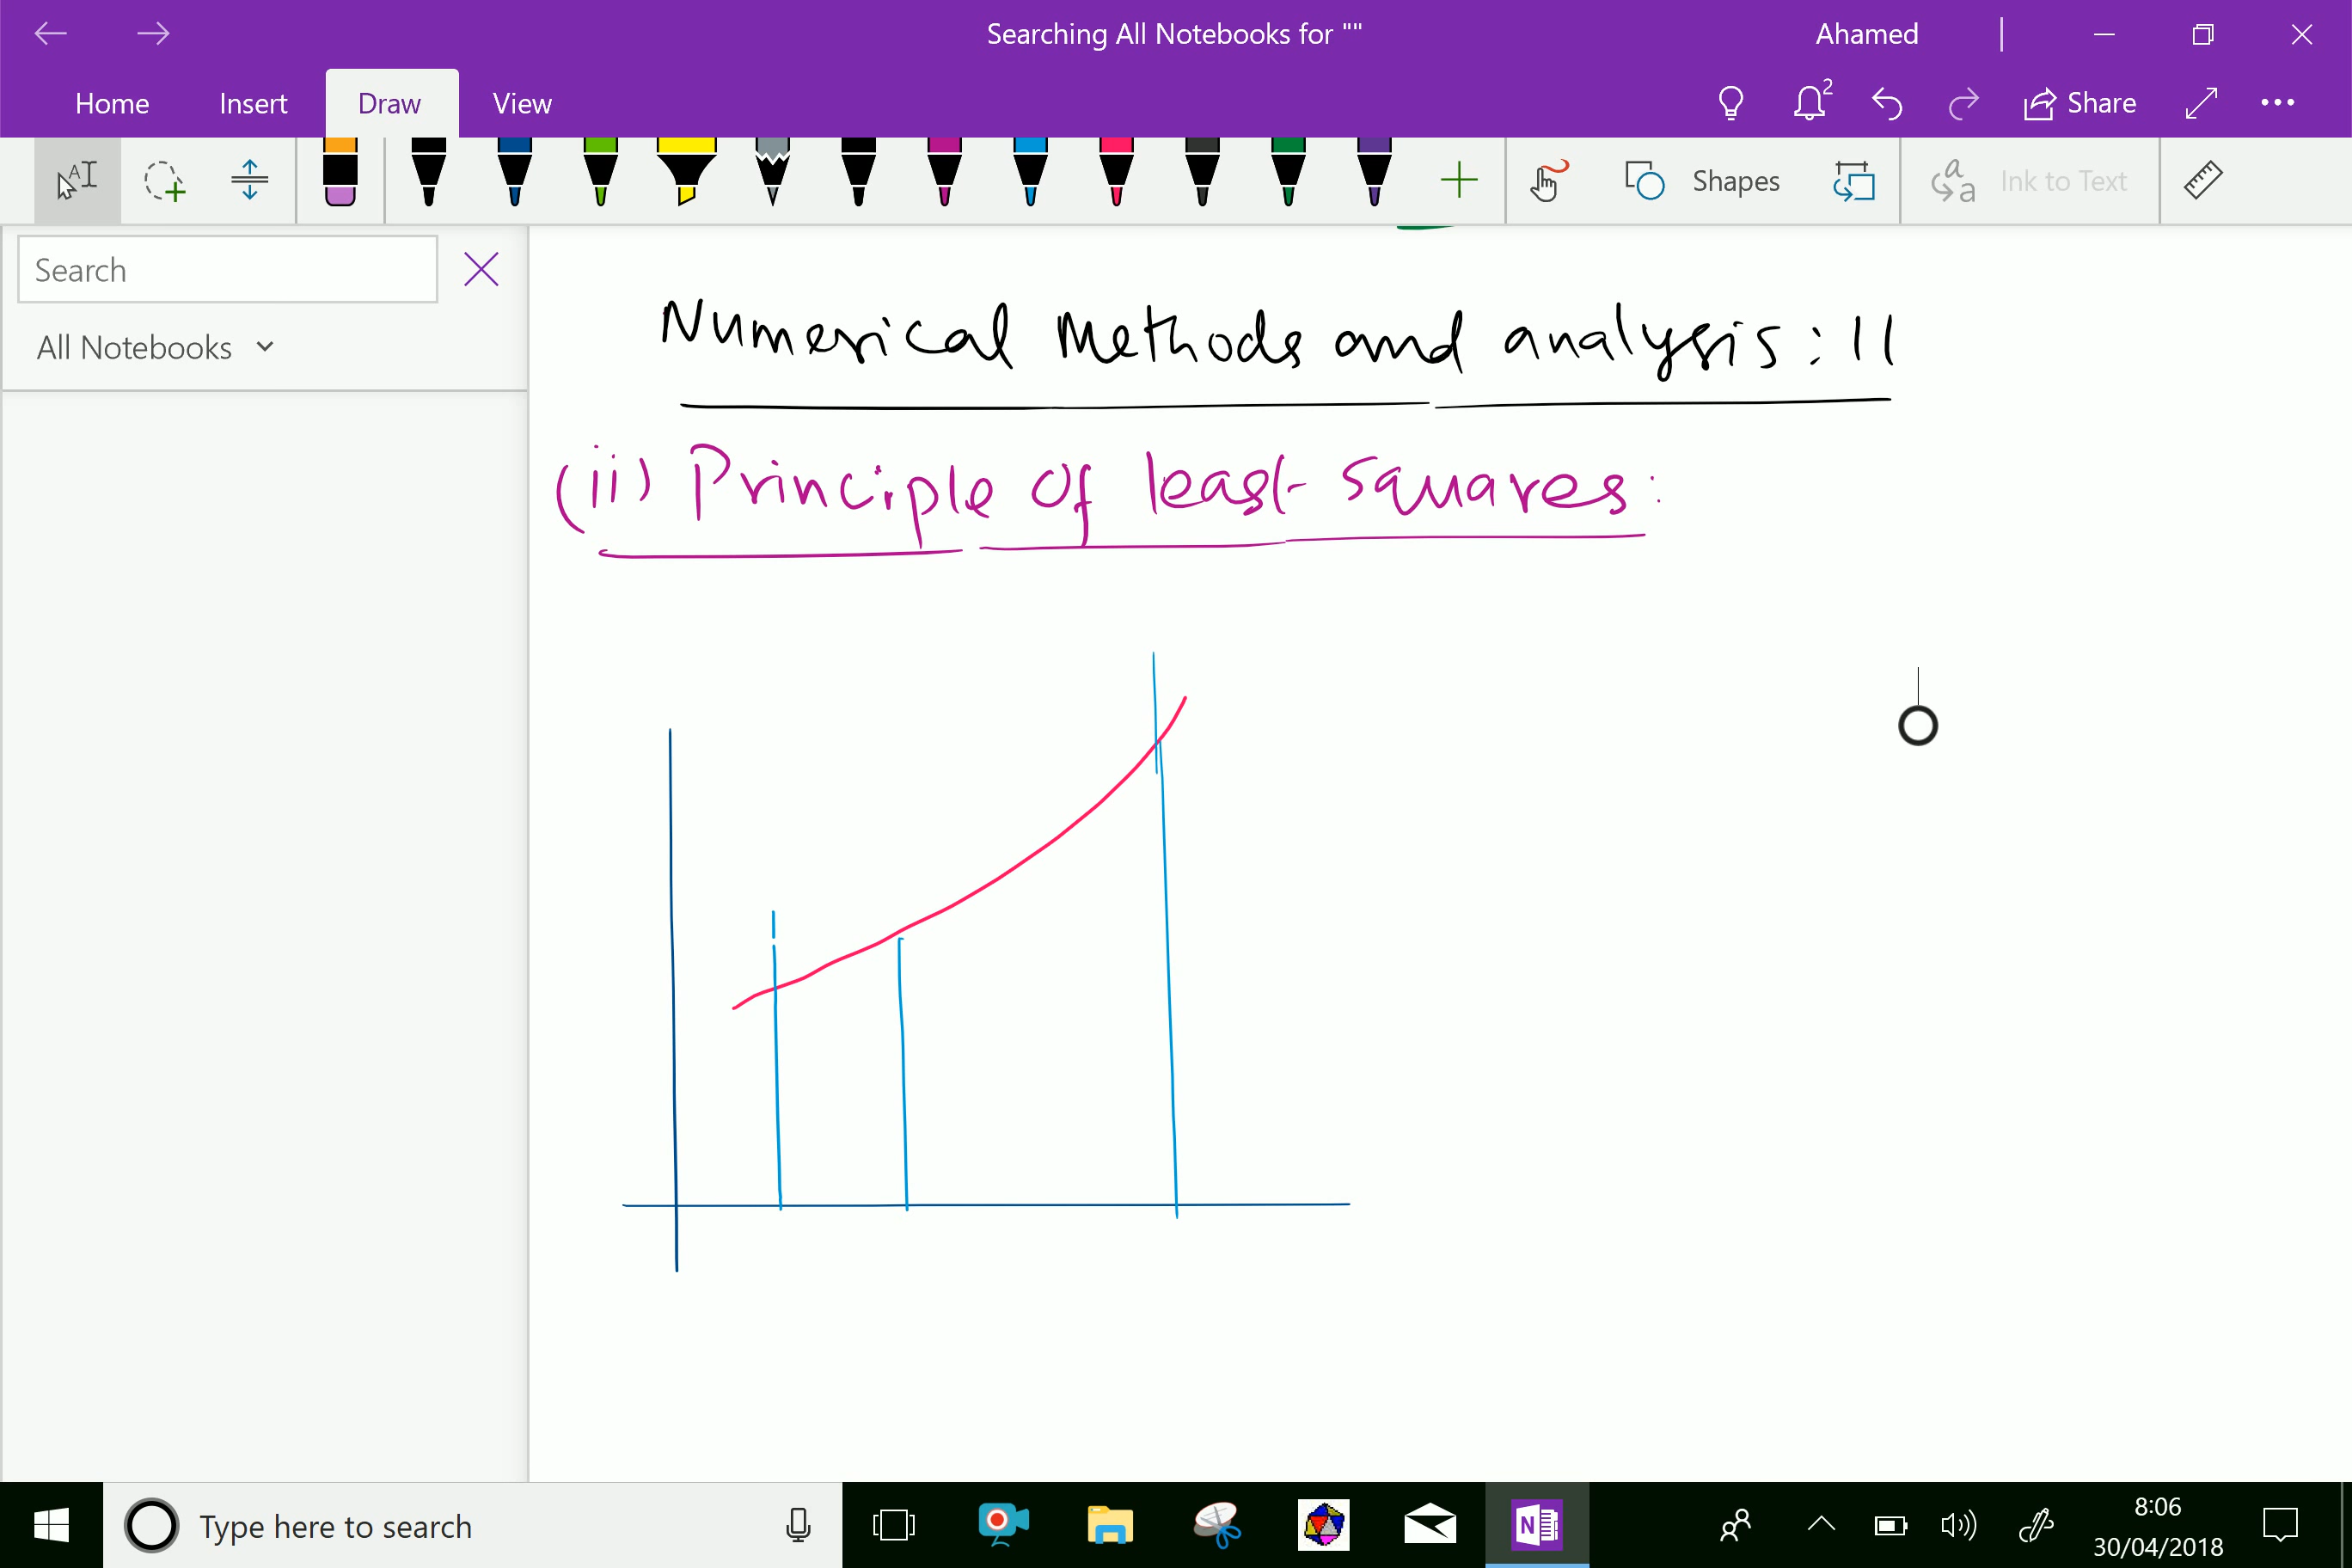 Searching All Notebooks for ""
Ahamed
Home Insert Draw View
2
Share
Shapes
Ink to Text
Search
All Notebooks
Numerical Methods and analysis: 11
(ii) Principle of least squares:
Type here to search
N
8:06
30/04/2018